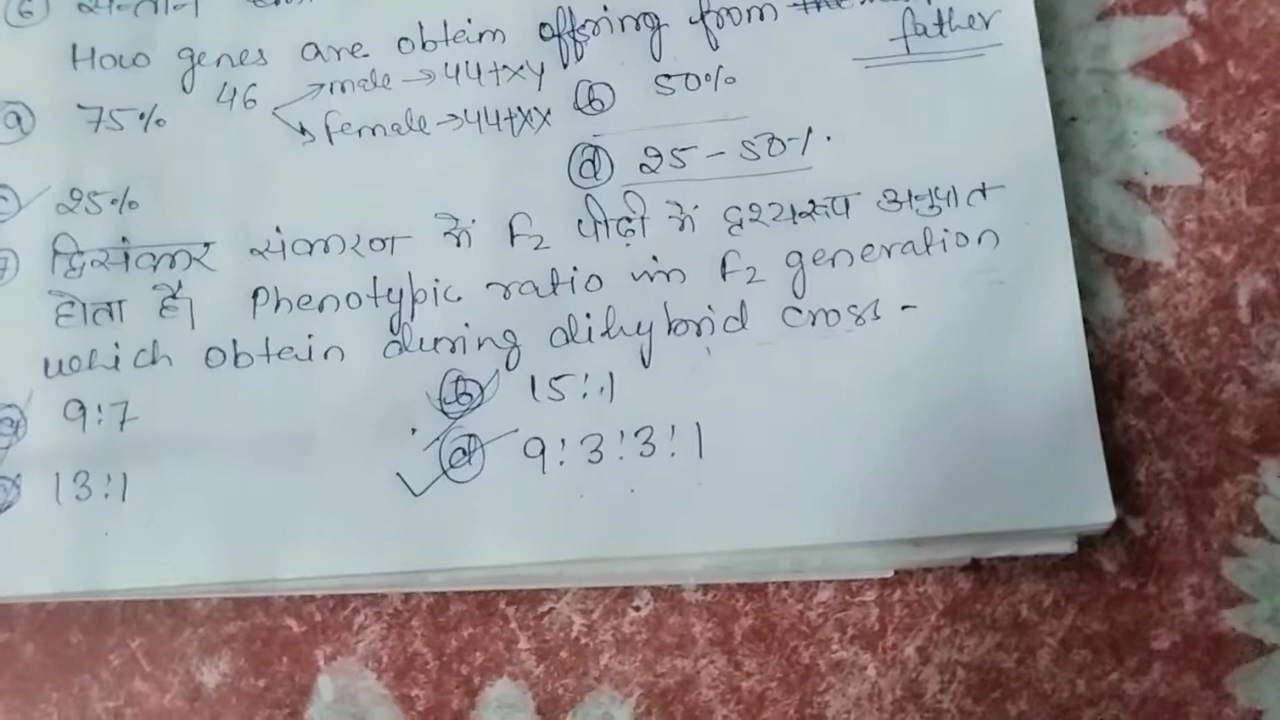 ⑥ सन्तान
How genes are obtein offsring from father
ⓐ 75% 46 → male → 44+xy ⓑ 50%
→ female → 44+xx
ⓒ 25% ⓓ 25 - 50%.
⑦ द्विसंकर संकरण में F2 पीढ़ी में दृश्यरूप अनुपात
होता है। Phenotypic ratio in F2 generation
which obtein during dihybrid cross -
ⓐ 9:7 ⓑ 15:1
ⓒ 13:1 ⓓ 9:3:3:1